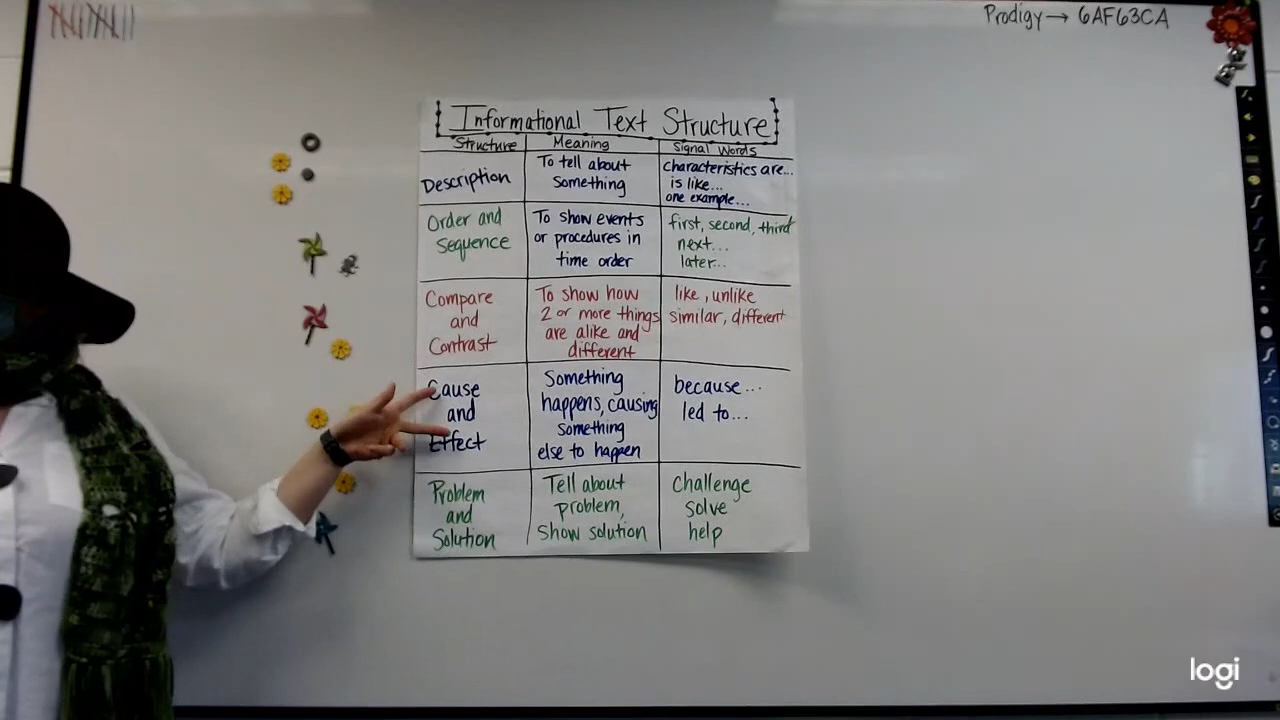 Prodigy → 6AF63CA
Informational Text Structure
Structure Meaning Signal Words
Description
To tell about
something
Characteristics are...
is like...
one example...
Order and
Sequence
To show events
or procedures in
time order
first, second, third
next...
later...
Compare
and
Contrast
To show how
2 or more things
are alike and
different
like, unlike
similar, different
Cause
and
Effect
Something
happens, causing
something
else to happen
because...
led to...
Problem
and
Solution
Tell about
problem,
Show solution
Challenge
solve
help
logi